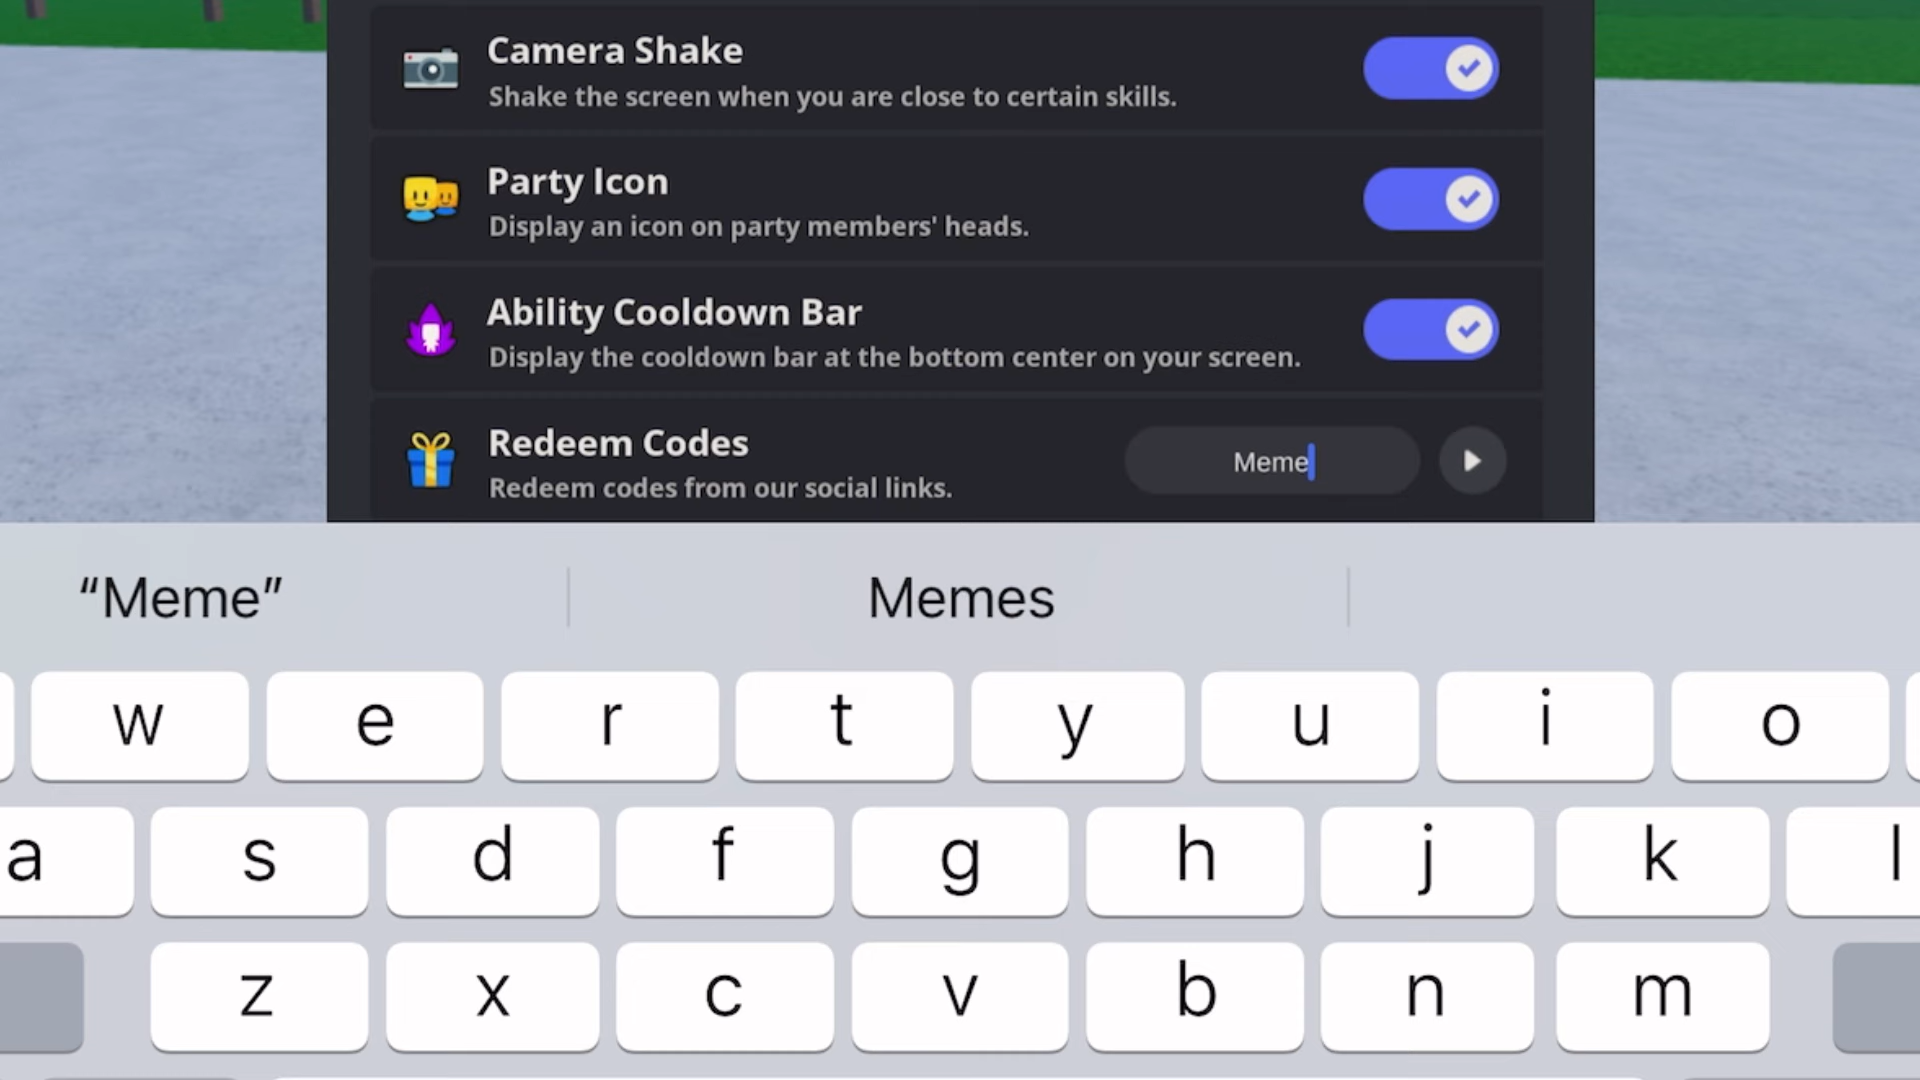 Camera Shake
Shake the screen when you are close to certain skills.
Party Icon
Display an icon on party members' heads.
Ability Cooldown Bar
Display the cooldown bar at the bottom center on your screen.
Redeem Codes
Meme
Redeem codes from our social links.
“Meme” Memes
w e r t y u i o
a s d f g h j k l
z x c v b n m